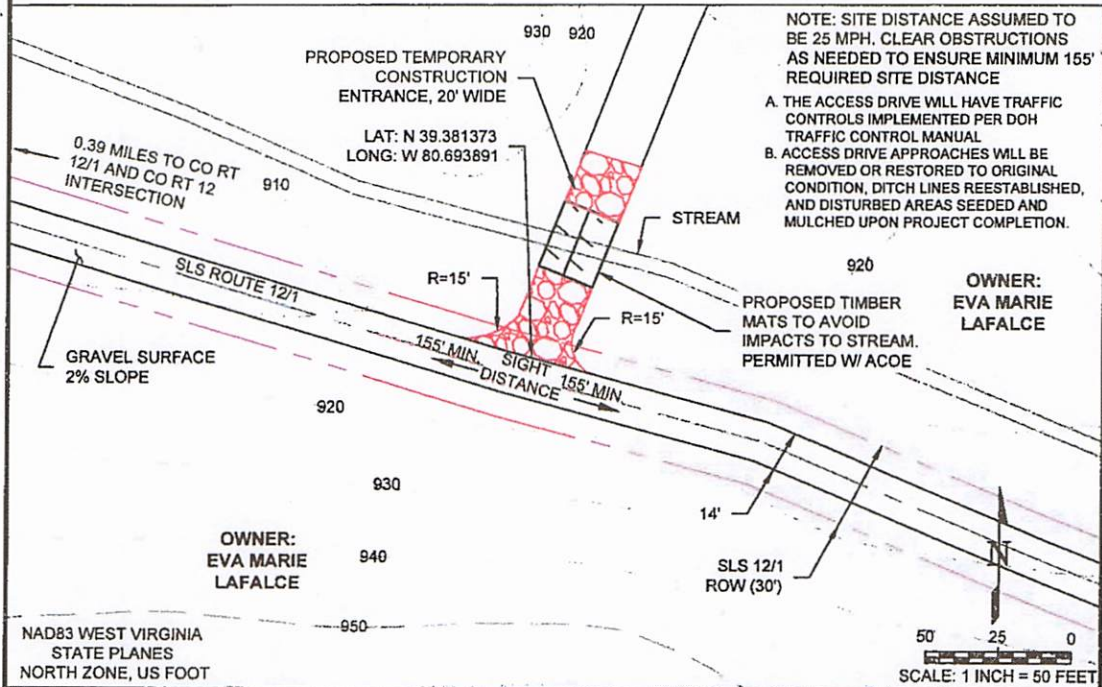 930 920
NOTE: SITE DISTANCE ASSUMED TO
BE 25 MPH. CLEAR OBSTRUCTIONS
AS NEEDED TO ENSURE MINIMUM 155'
REQUIRED SITE DISTANCE
A. THE ACCESS DRIVE WILL HAVE TRAFFIC
CONTROLS IMPLEMENTED PER DOH
TRAFFIC CONTROL MANUAL
B. ACCESS DRIVE APPROACHES WILL BE
REMOVED OR RESTORED TO ORIGINAL
CONDITION, DITCH LINES REESTABLISHED,
AND DISTURBED AREAS SEEDED AND
MULCHED UPON PROJECT COMPLETION.
PROPOSED TEMPORARY
CONSTRUCTION
ENTRANCE, 20' WIDE
LAT: N 39.381373
LONG: W 80.693891
0.39 MILES TO CO RT
12/1 AND CO RT 12
INTERSECTION
910
STREAM
920
OWNER:
EVA MARIE
LAFALCE
SLS ROUTE 12/1
R=15'
R=15'
PROPOSED TIMBER
MATS TO AVOID
IMPACTS TO STREAM.
PERMITTED W/ ACOE
GRAVEL SURFACE
2% SLOPE
155' MIN. SIGHT 155' MIN.
DISTANCE
920
930
14'
OWNER:
EVA MARIE
LAFALCE
940
SLS 12/1
ROW (30')
N
950
NAD83 WEST VIRGINIA
STATE PLANES
NORTH ZONE, US FOOT
50 25 0
SCALE: 1 INCH = 50 FEET